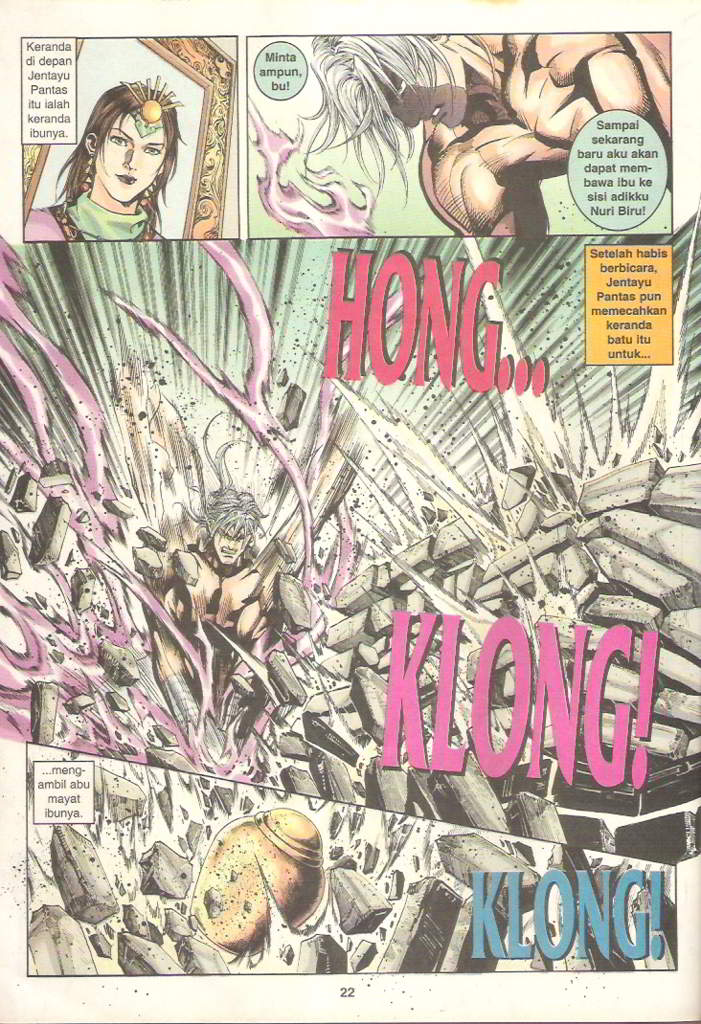 Keranda
di depan
Jentayu
Pantas
itu ialah
keranda
ibunya.
Minta
ampun,
bu!
Sampai
sekarang
baru aku akan
dapat mem-
bawa ibu ke
sisi adikku
Nuri Biru!
HONG...
Setelah habis
berbicara,
Jentayu
Pantas pun
memecahkan
keranda
batu itu
untuk...
KLONG!
...meng-
ambil abu
mayat
ibunya.
KLONG!
22